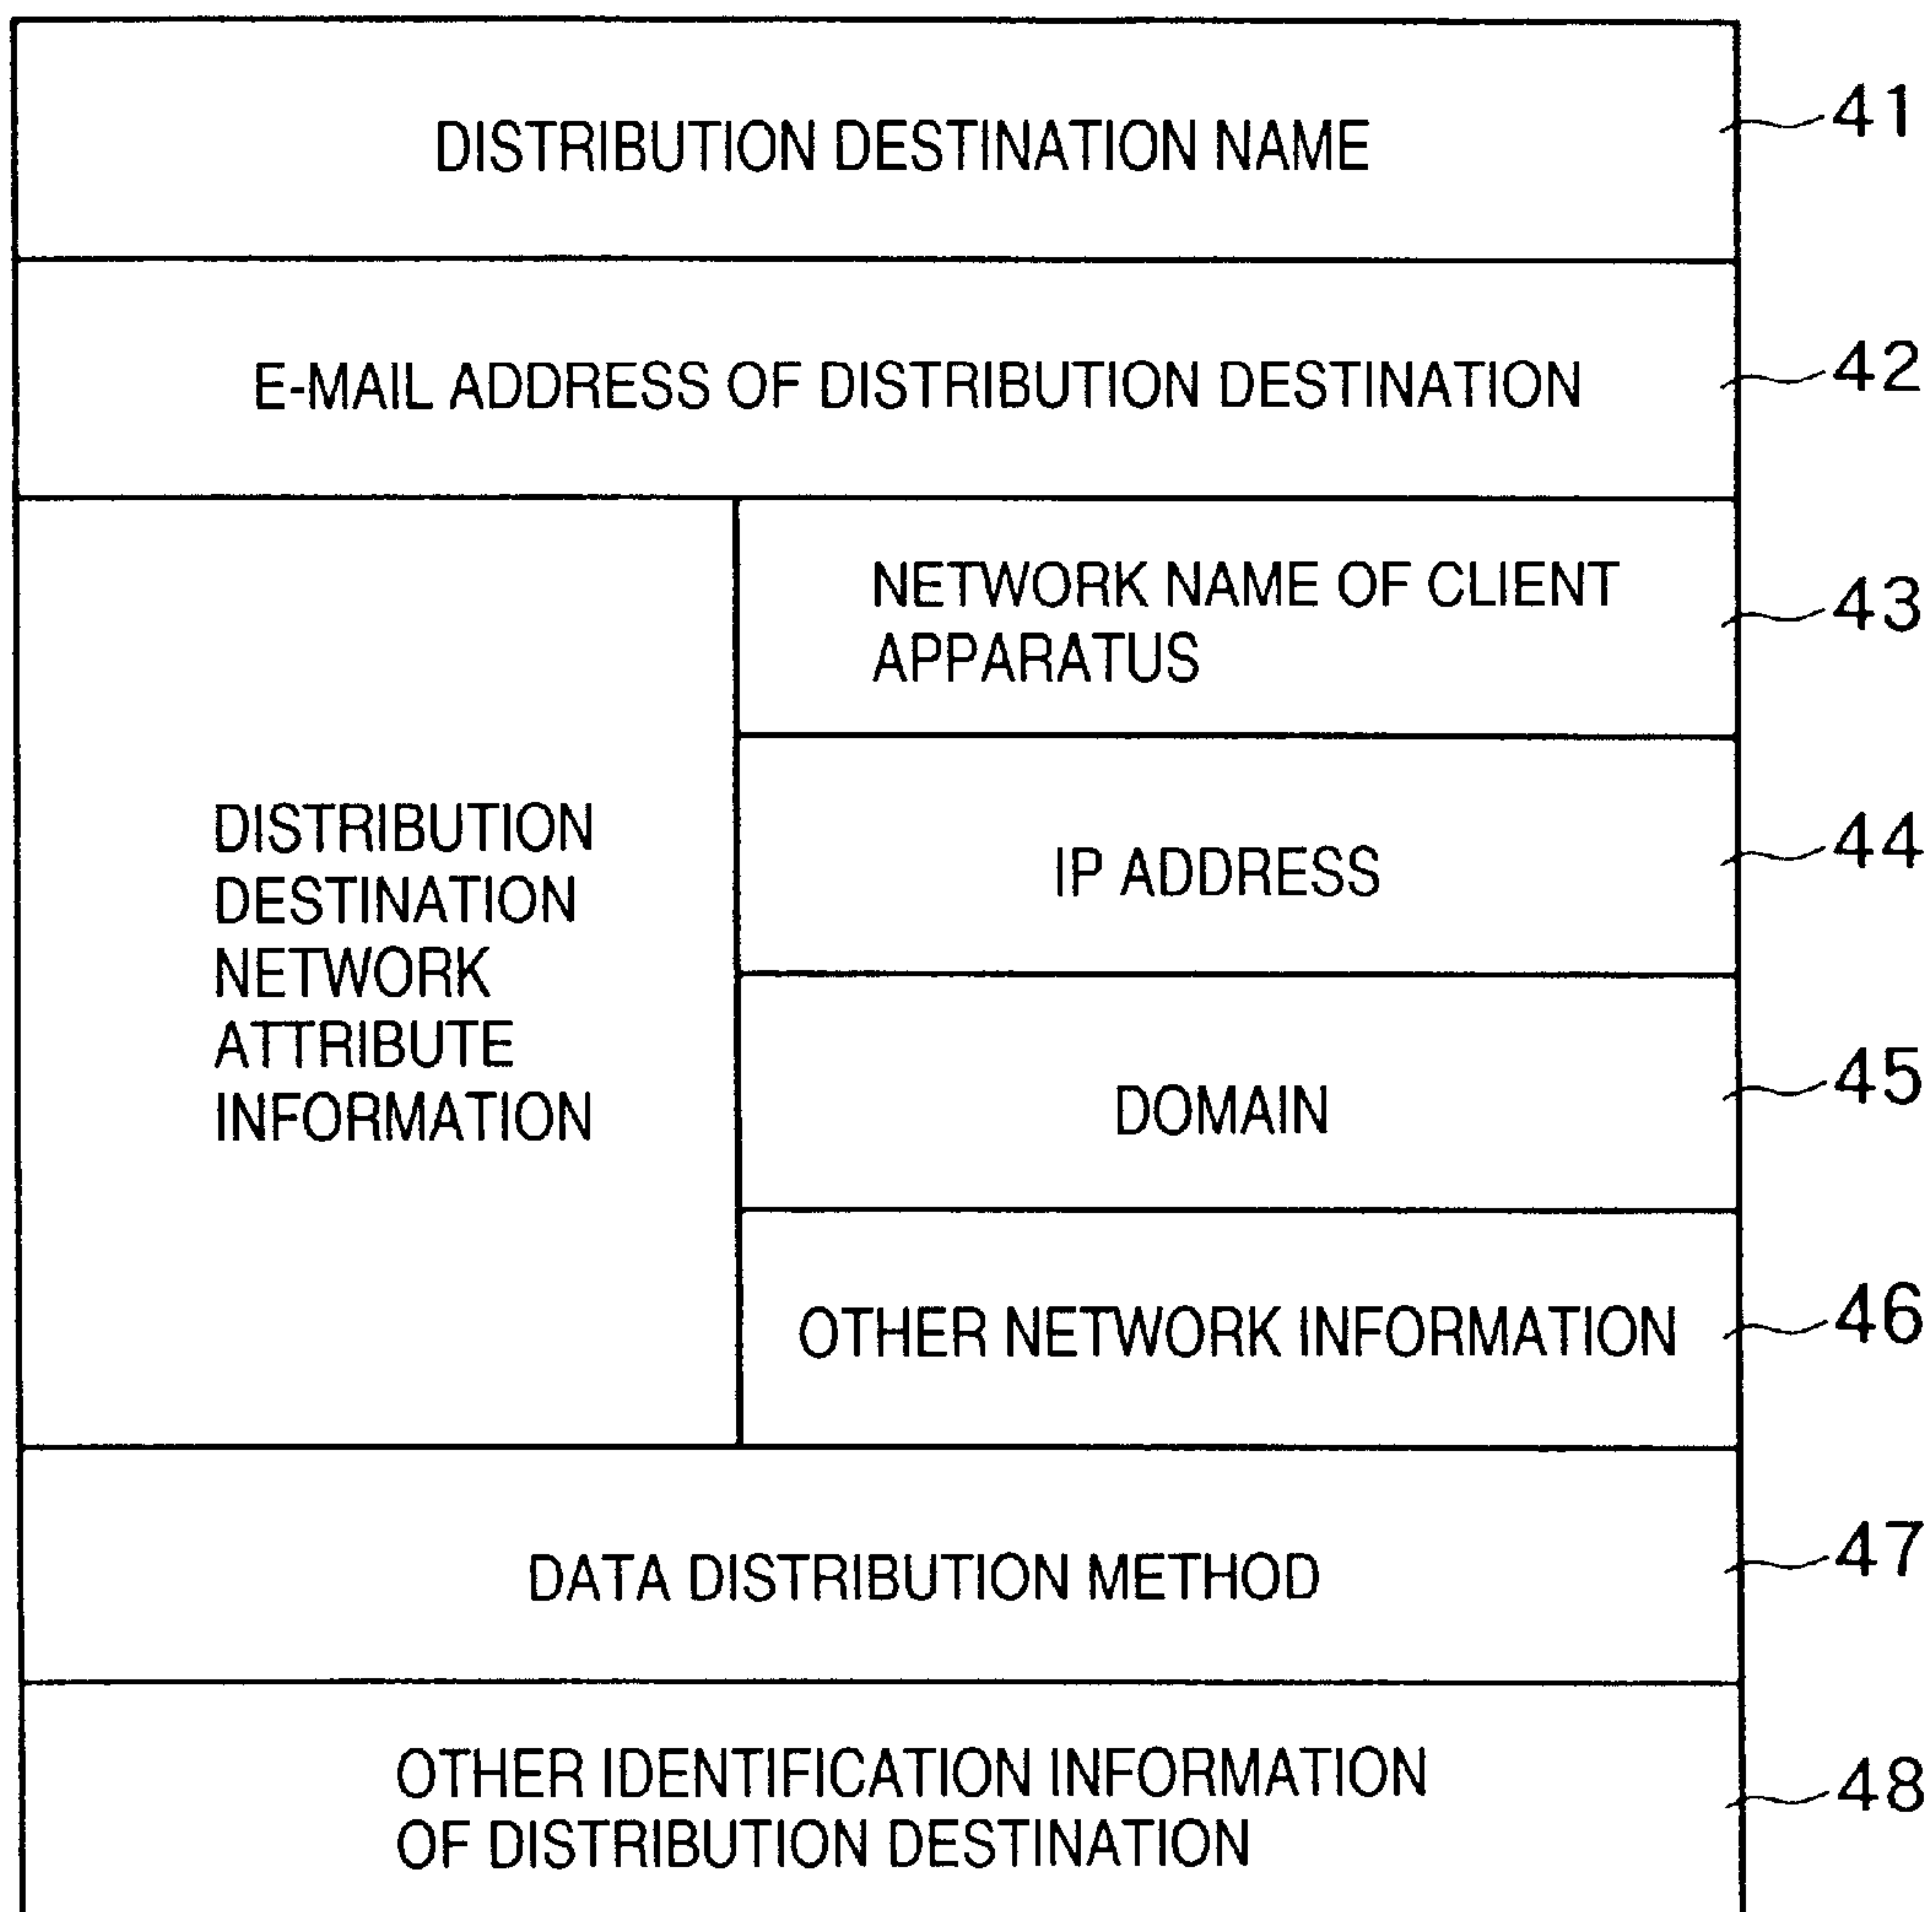 DISTRIBUTION DESTINATION NAME
41
E-MAIL ADDRESS OF DISTRIBUTION DESTINATION
42
DISTRIBUTION
DESTINATION
NETWORK
ATTRIBUTE
INFORMATION
NETWORK NAME OF CLIENT
APPARATUS
43
IP ADDRESS
44
DOMAIN
45
OTHER NETWORK INFORMATION
46
DATA DISTRIBUTION METHOD
47
OTHER IDENTIFICATION INFORMATION
OF DISTRIBUTION DESTINATION
48